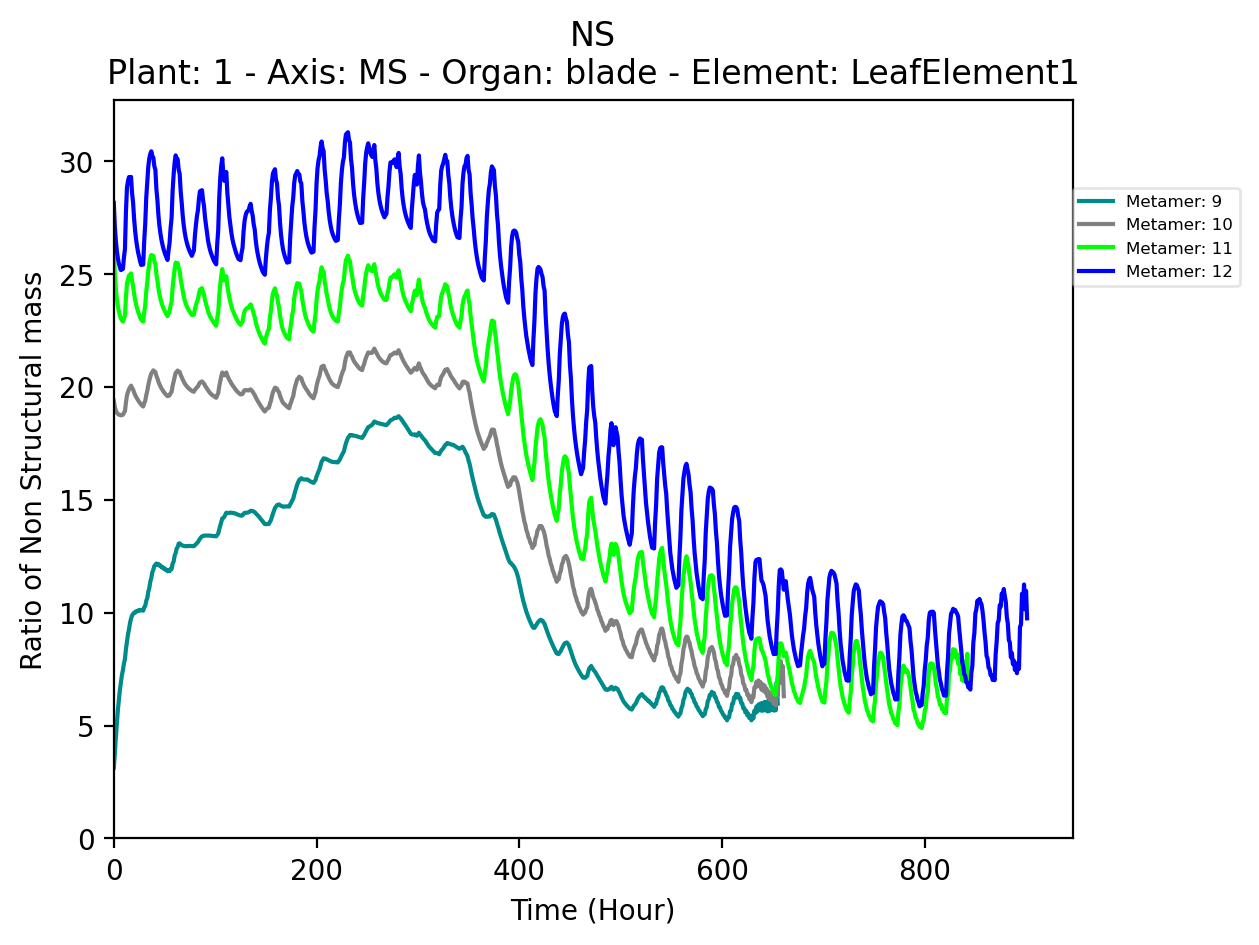 NS
Plant: 1 - Axis: MS - Organ: blade - Element: LeafElement1
Ratio of Non Structural mass
30
25
20
15
10
5
0
0 200 400 600 800
Time (Hour)
Metamer: 9
Metamer: 10
Metamer: 11
Metamer: 12